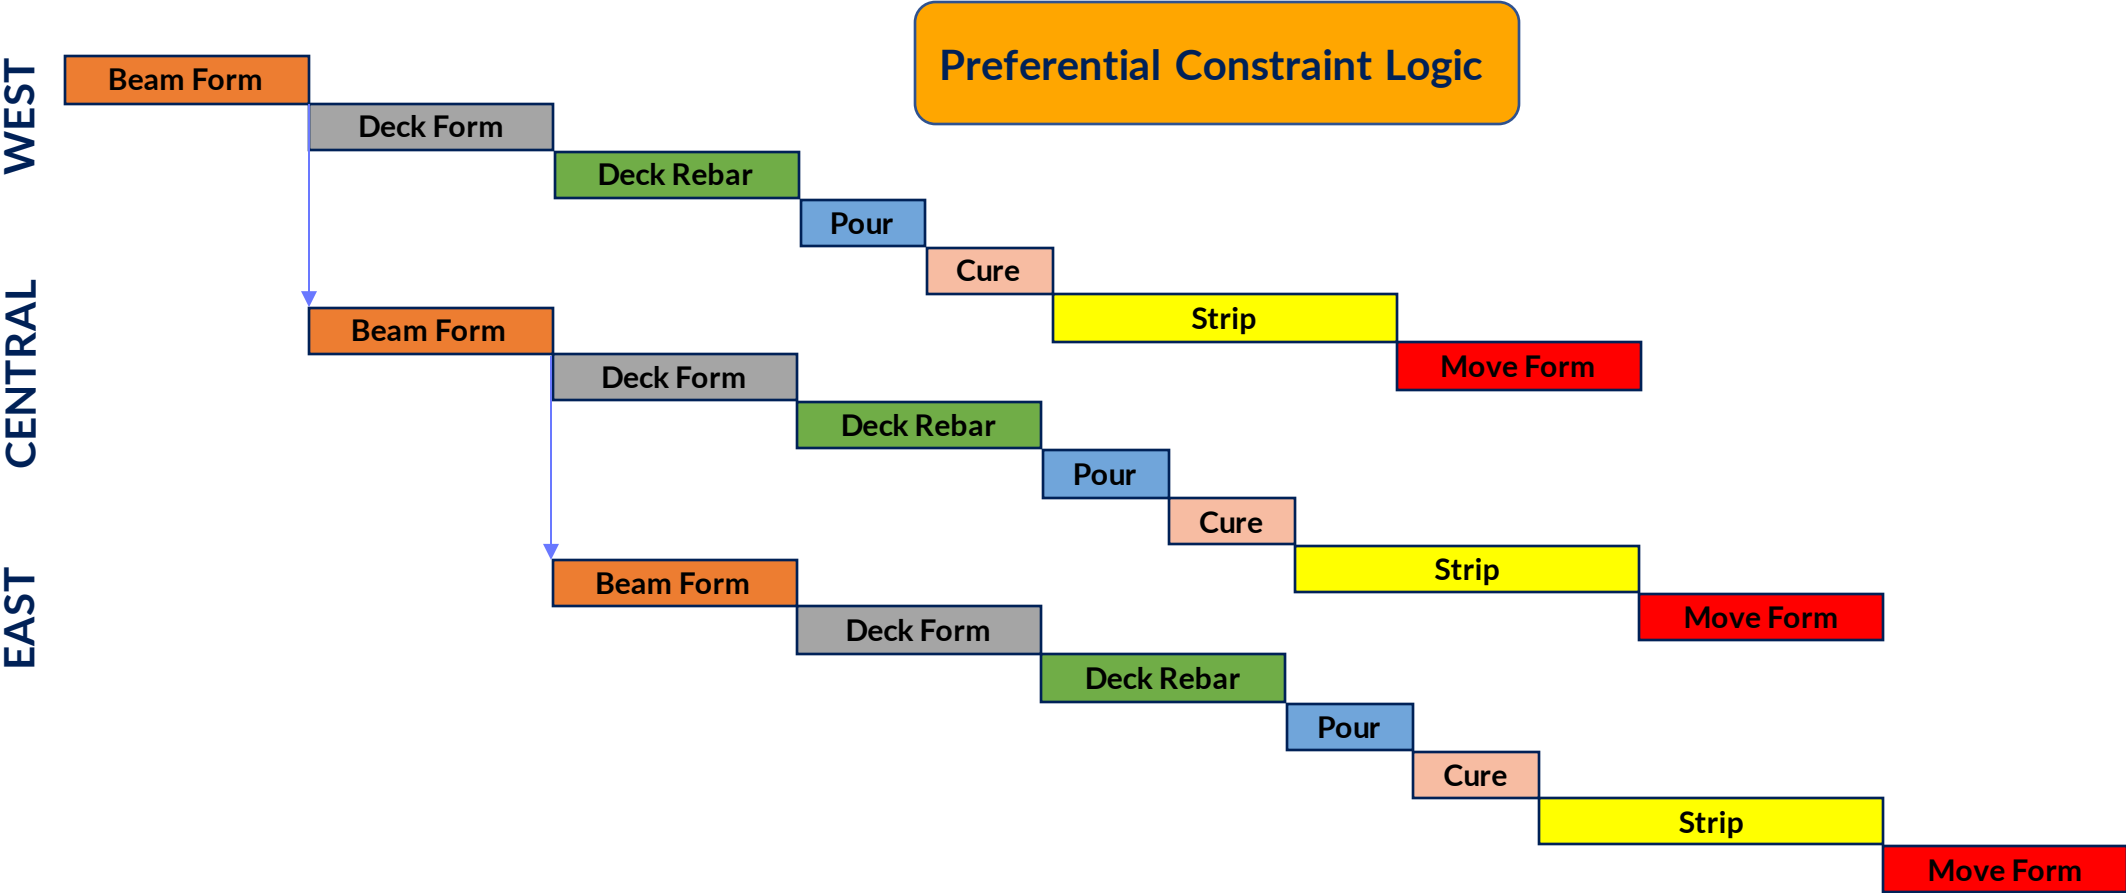 Preferential Constraint Logic
WEST
Beam Form
Deck Form
Deck Rebar
Pour
Cure
Strip
Move Form
CENTRAL
Beam Form
Deck Form
Deck Rebar
Pour
Cure
Strip
Move Form
EAST
Beam Form
Deck Form
Deck Rebar
Pour
Cure
Strip
Move Form